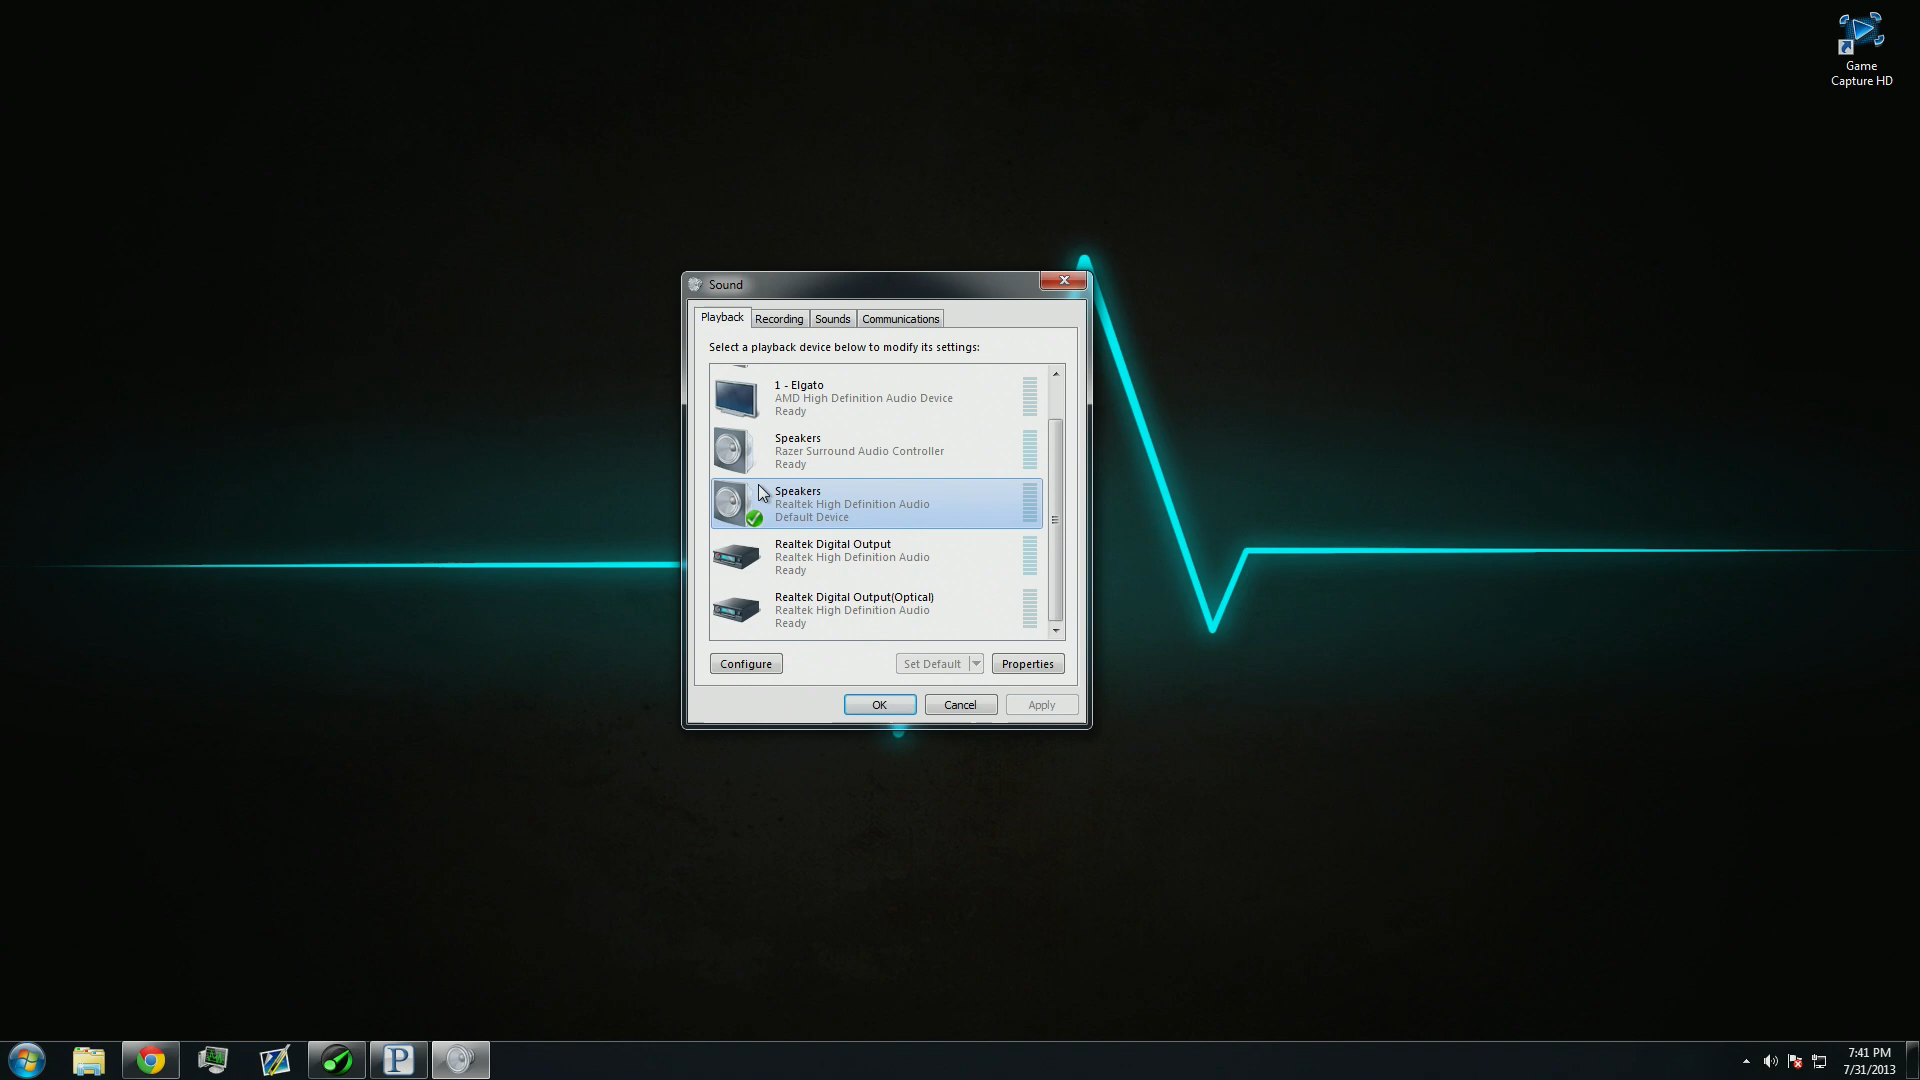 Game
Capture HD
Sound
Playback
Recording
Sounds
Communications
Select a playback device below to modify its settings:
1 - Elgato
AMD High Definition Audio Device
Ready
Speakers
Razer Surround Audio Controller
Ready
Speakers
Realtek High Definition Audio
Default Device
Realtek Digital Output
Realtek High Definition Audio
Ready
Realtek Digital Output(Optical)
Realtek High Definition Audio
Ready
Configure
Set Default
Properties
OK
Cancel
Apply
P
7:41 PM
7/31/2013